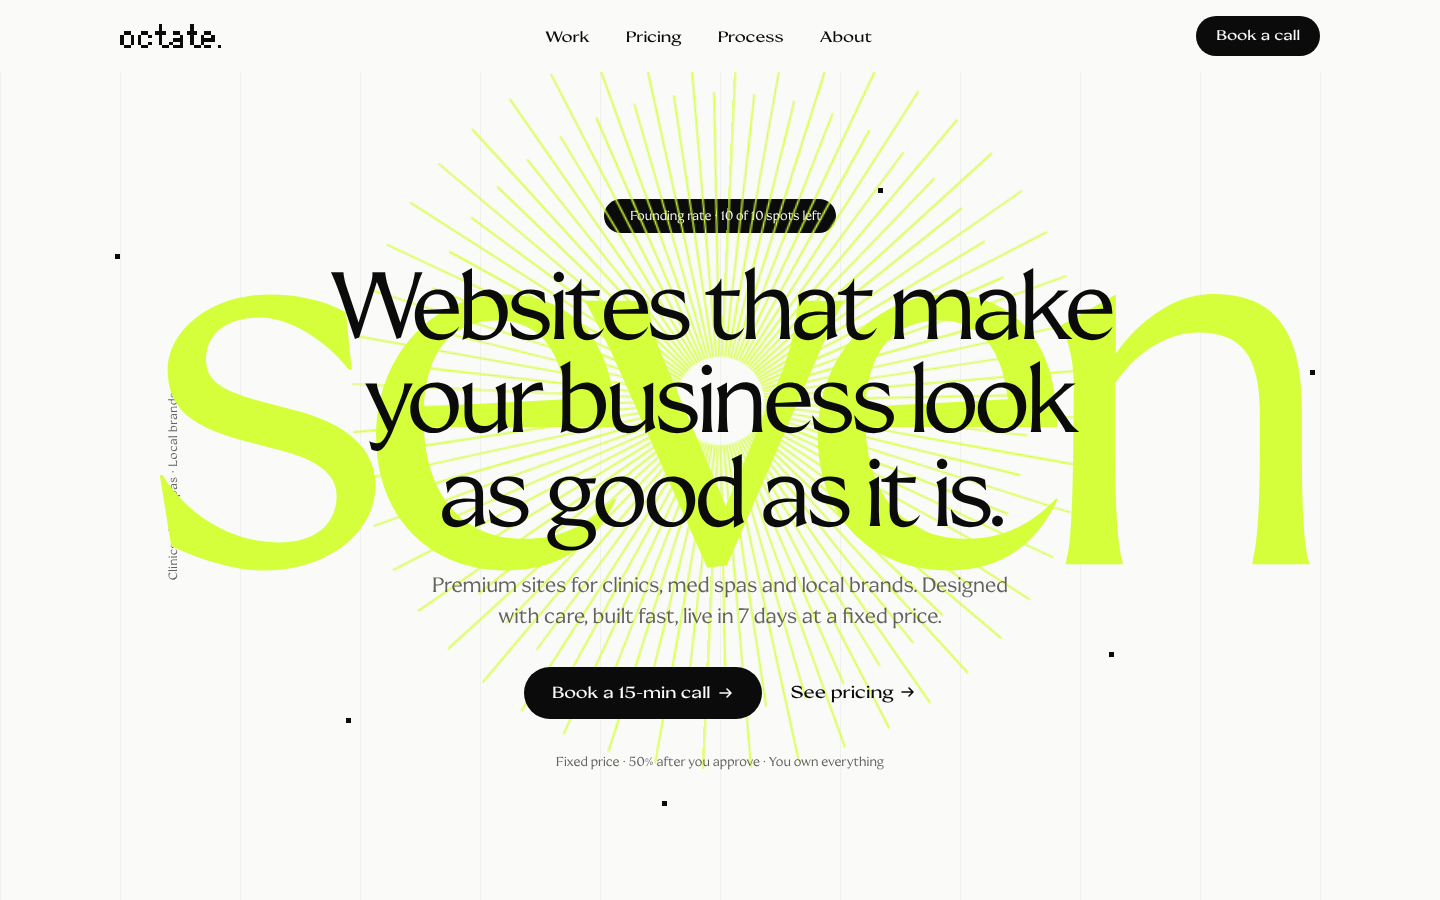 octate.
Work
Pricing
Process
About
Book a call
Founding rate · 10 of 10 spots left
seven
Websites that make
your business look
as good as it is.
Clinics · as · Local brands
Premium sites for clinics, med spas and local brands. Designed
with care, built fast, live in 7 days at a fixed price.
Book a 15-min call →
See pricing →
Fixed price · 50% after you approve · You own everything